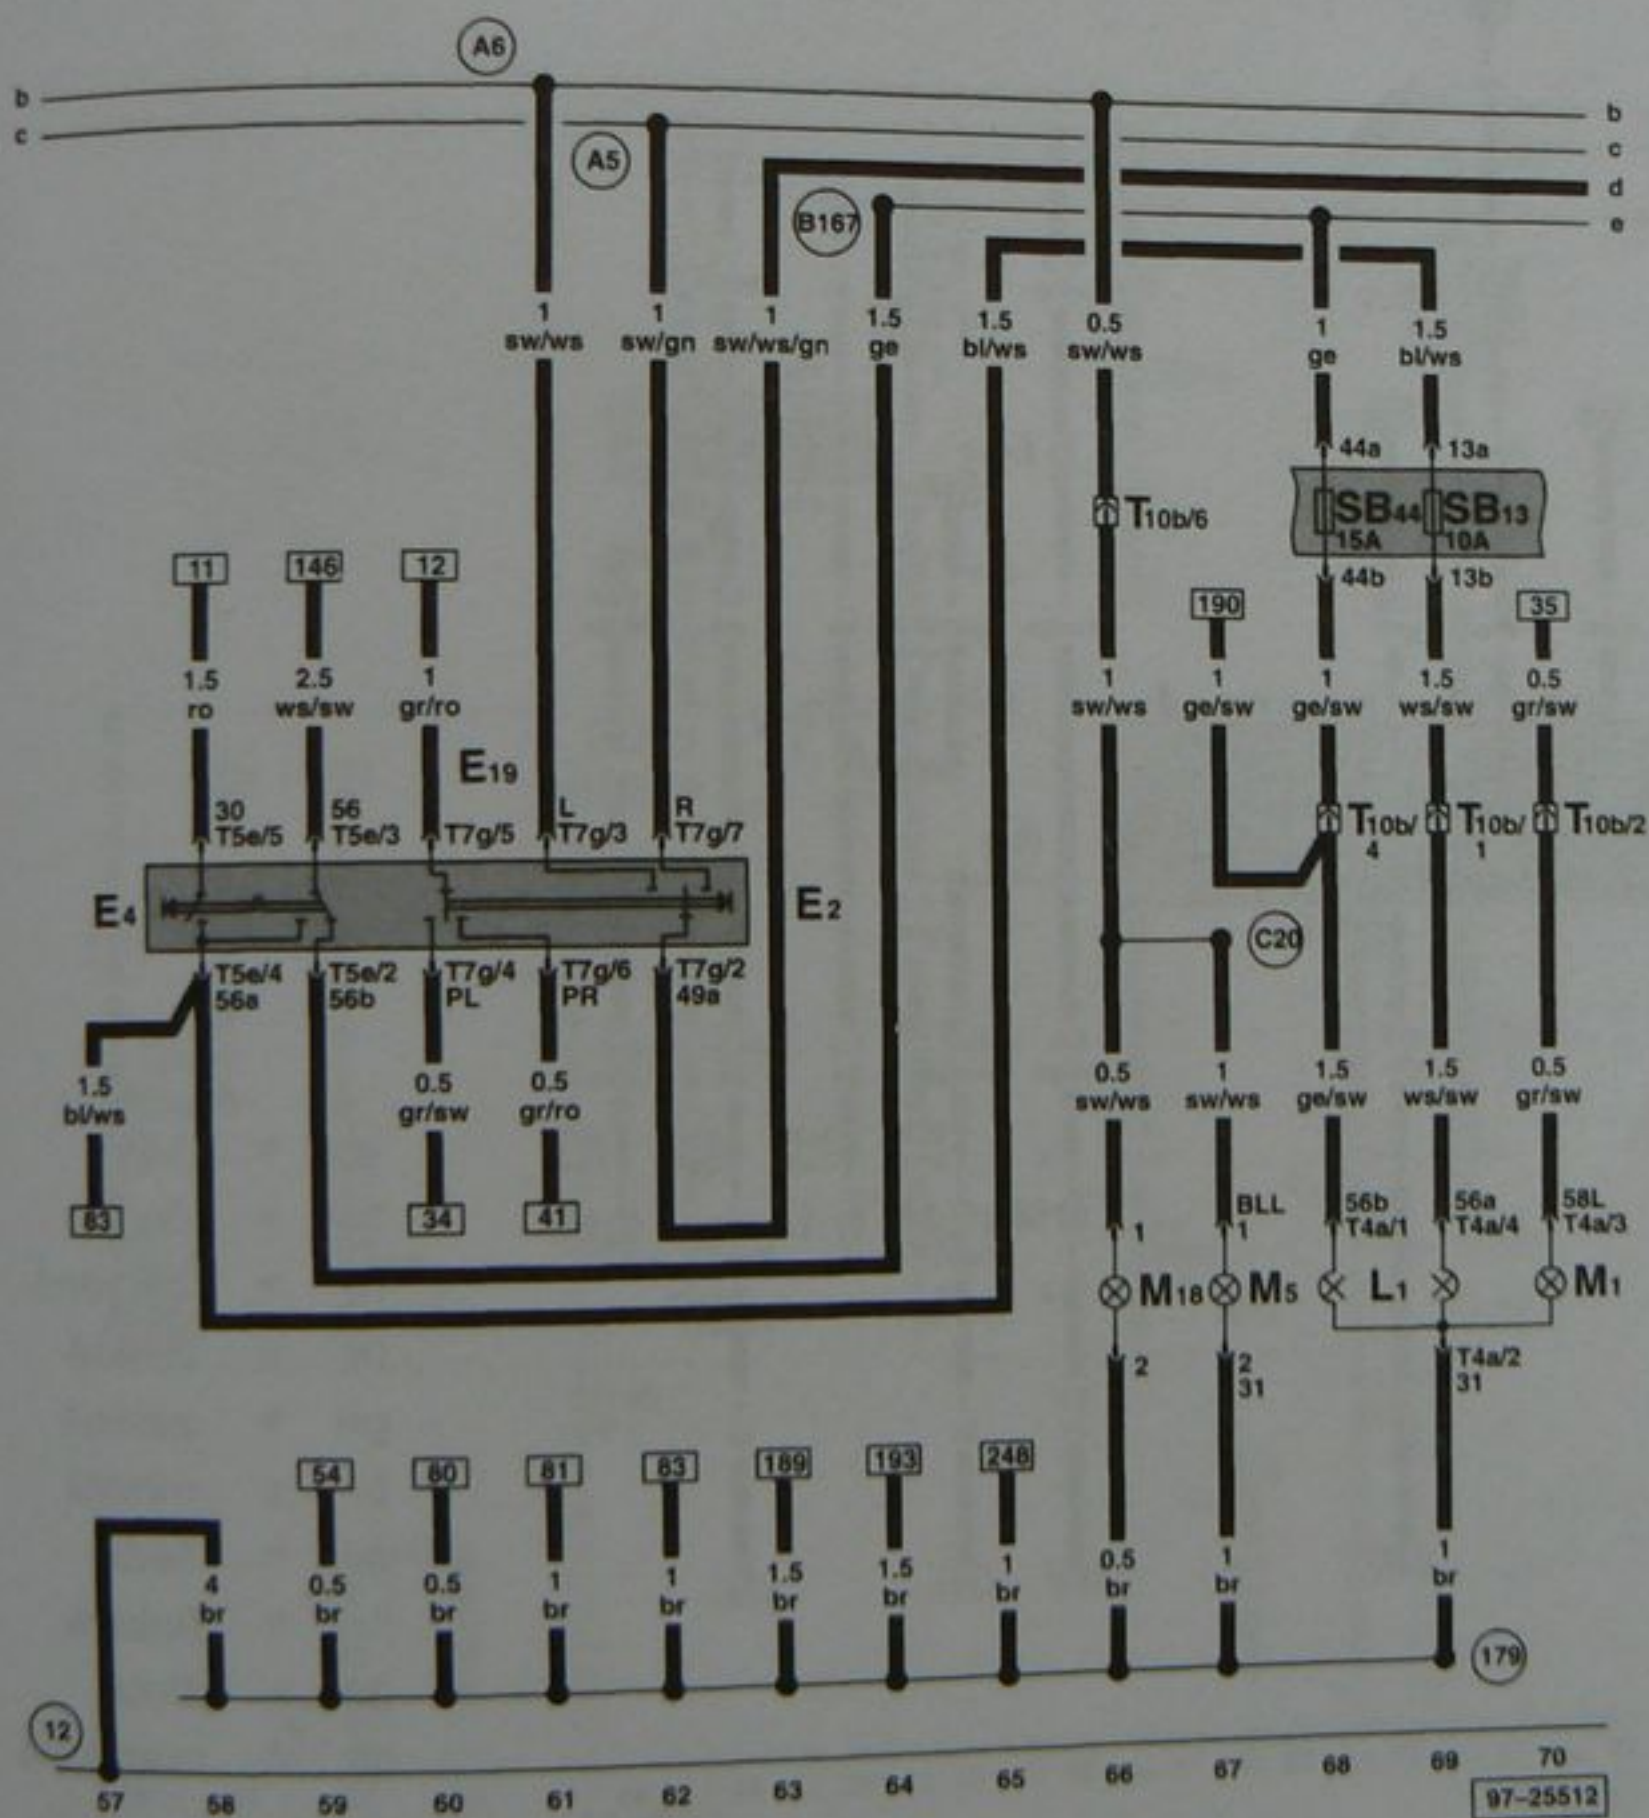 A6
b b
c A5 c
d
B167 e
1 1 1 1.5 1.5 0.5 1 1.5
sw/ws sw/gn sw/ws/gn ge bl/ws sw/ws ge bl/ws
44a 13a
T10b/6 SB44 SB13
15A 10A
11 146 12 44b 13b
190 35
1.5 2.5 1 1 1 1 1.5 0.5
ro ws/sw gr/ro sw/ws ge/sw ge/sw ws/sw gr/sw
E19
30 56 L R
T5e/5 T5e/3 T7g/5 T7g/3 T7g/7 T10b/ T10b/ T10b/2
4 1
E4 E2
C20
T5e/4 T5e/2 T7g/4 T7g/6 T7g/2
56a 56b PL PR 49a
1.5 0.5 0.5 0.5 1 1.5 1.5 0.5
bl/ws gr/sw gr/ro sw/ws sw/ws ge/sw ws/sw gr/sw
83 34 41 BLL 56b 56a 58L
1 1 T4a/1 T4a/4 T4a/3
M18 M5 L1 M1
2 2 T4a/2
31 31
54 80 81 83 189 193 248
4 0.5 0.5 1 1 1.5 1.5 1 0.5 1 1
br br br br br br br br br br br
179
12
57 58 59 60 61 62 63 64 65 66 67 68 69 70
97-25512